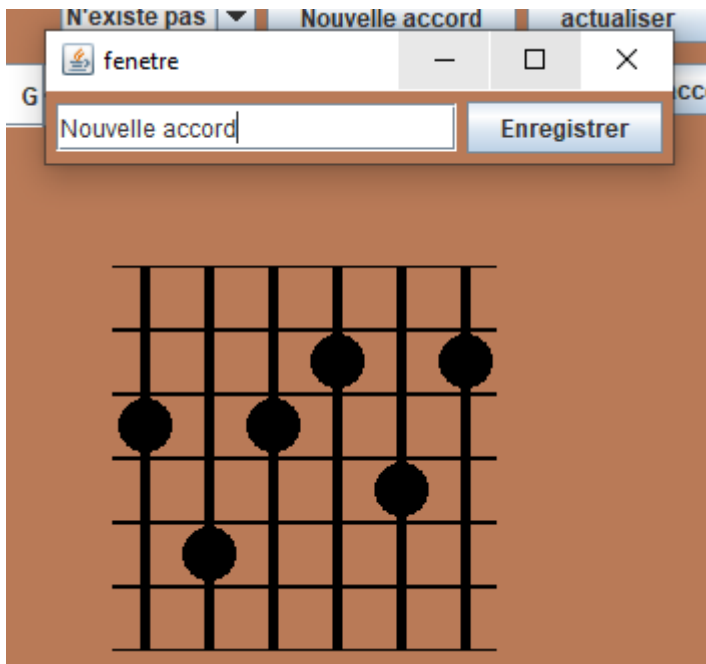 N'existe pas Nouvelle accord actualiser
fenetre
G
Nouvelle accord Enregistrer